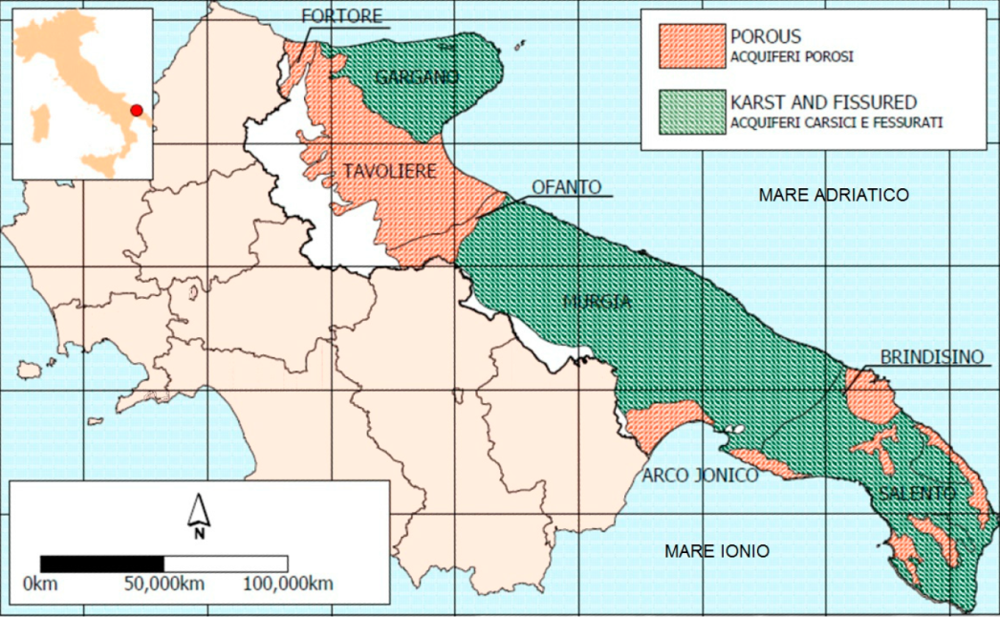 FORTORE
POROUS
ACQUIFERI POROSI
GARGANO
KARST AND FISSURED
ACQUIFERI CARSICI E FESSURATI
TAVOLIERE
OFANTO
MARE ADRIATICO
MURGIA
BRINDISINO
ARCO JONICO
SALENTO
N
MARE IONIO
0km
50,000km
100,000km